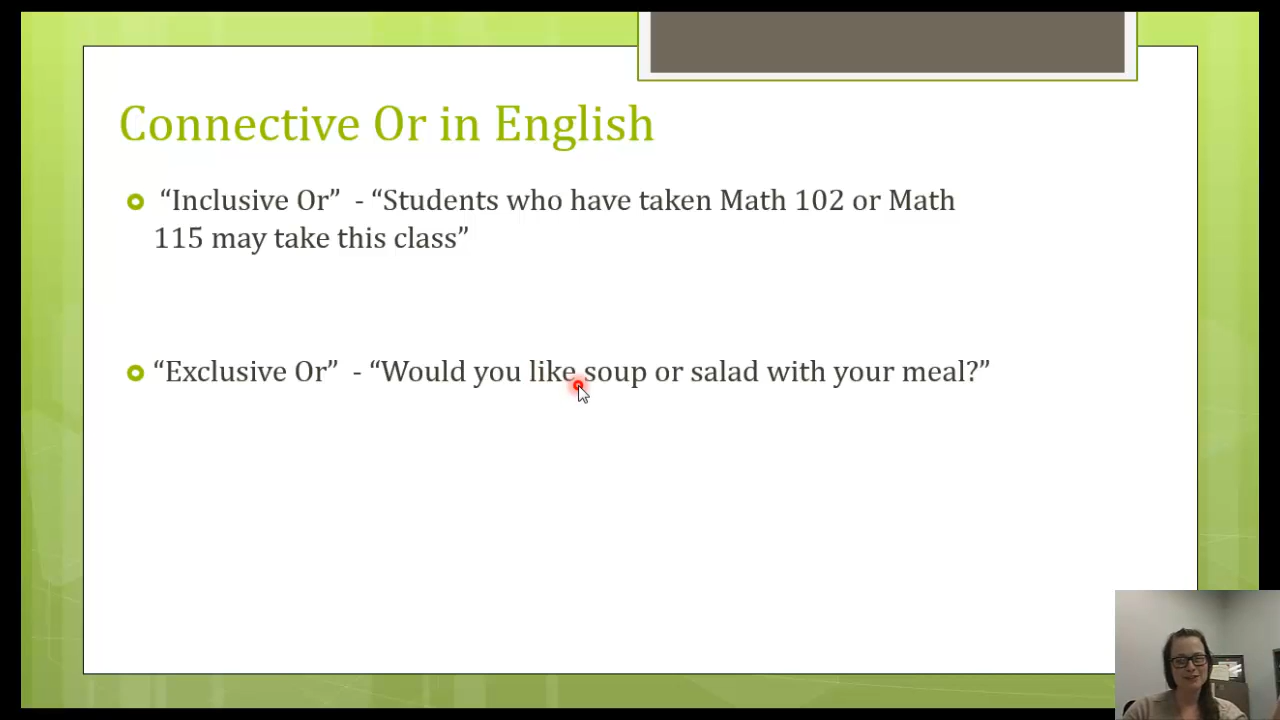 Connective Or in English
“Inclusive Or” - “Students who have taken Math 102 or Math
115 may take this class”
“Exclusive Or” - “Would you like soup or salad with your meal?”